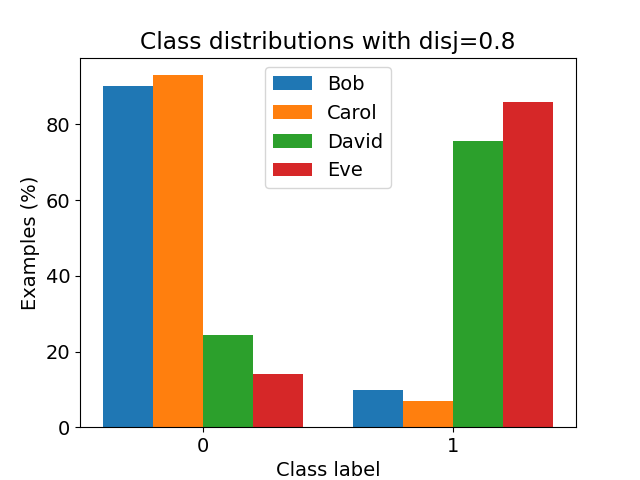 Class distributions with disj=0.8
Bob
Carol
David
Eve
Examples (%)
80
60
40
20
0
0 1
Class label